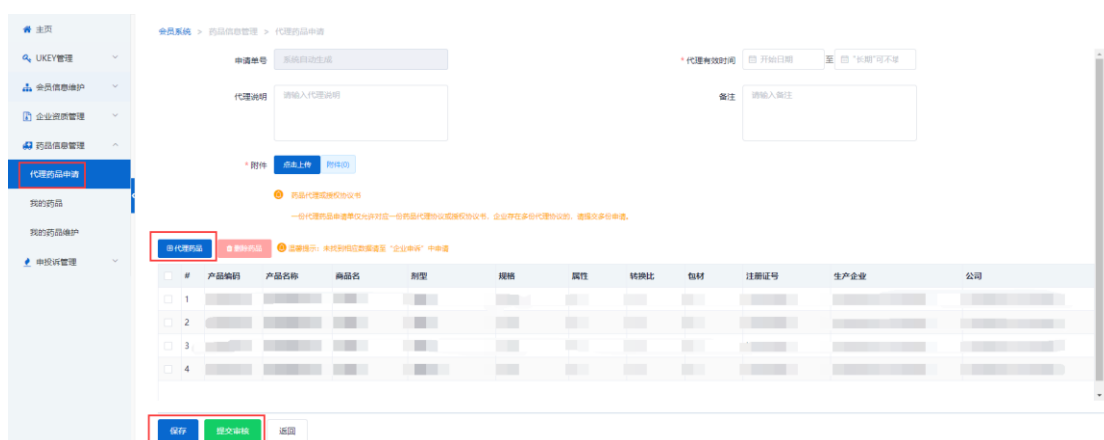 主页
UKEY管理
会员信息维护
企业资质管理
药品信息管理
代理药品申请
我的药品
我的药品维护
申投诉管理
会员系统 > 药品信息管理 > 代理药品申请
申请单号 系统自动生成 * 代理有效时间 开始日期 至 "长期"可不填
代理说明 请输入代理说明 备注 请输入备注
* 附件 点击上传 附件(0)
药品代理或授权协议书
一份代理药品申请单仅允许对应一份药品代理协议或授权协议书，企业存在多份代理协议的，请提交多份申请。
代理药品 删除药品 温馨提示：未找到相应数据请至 "企业申诉" 中申请
# 产品编码 产品名称 商品名 剂型 规格 属性 转换比 包材 注册证号 生产企业 公司
1
2
3
4
保存 提交审核 返回